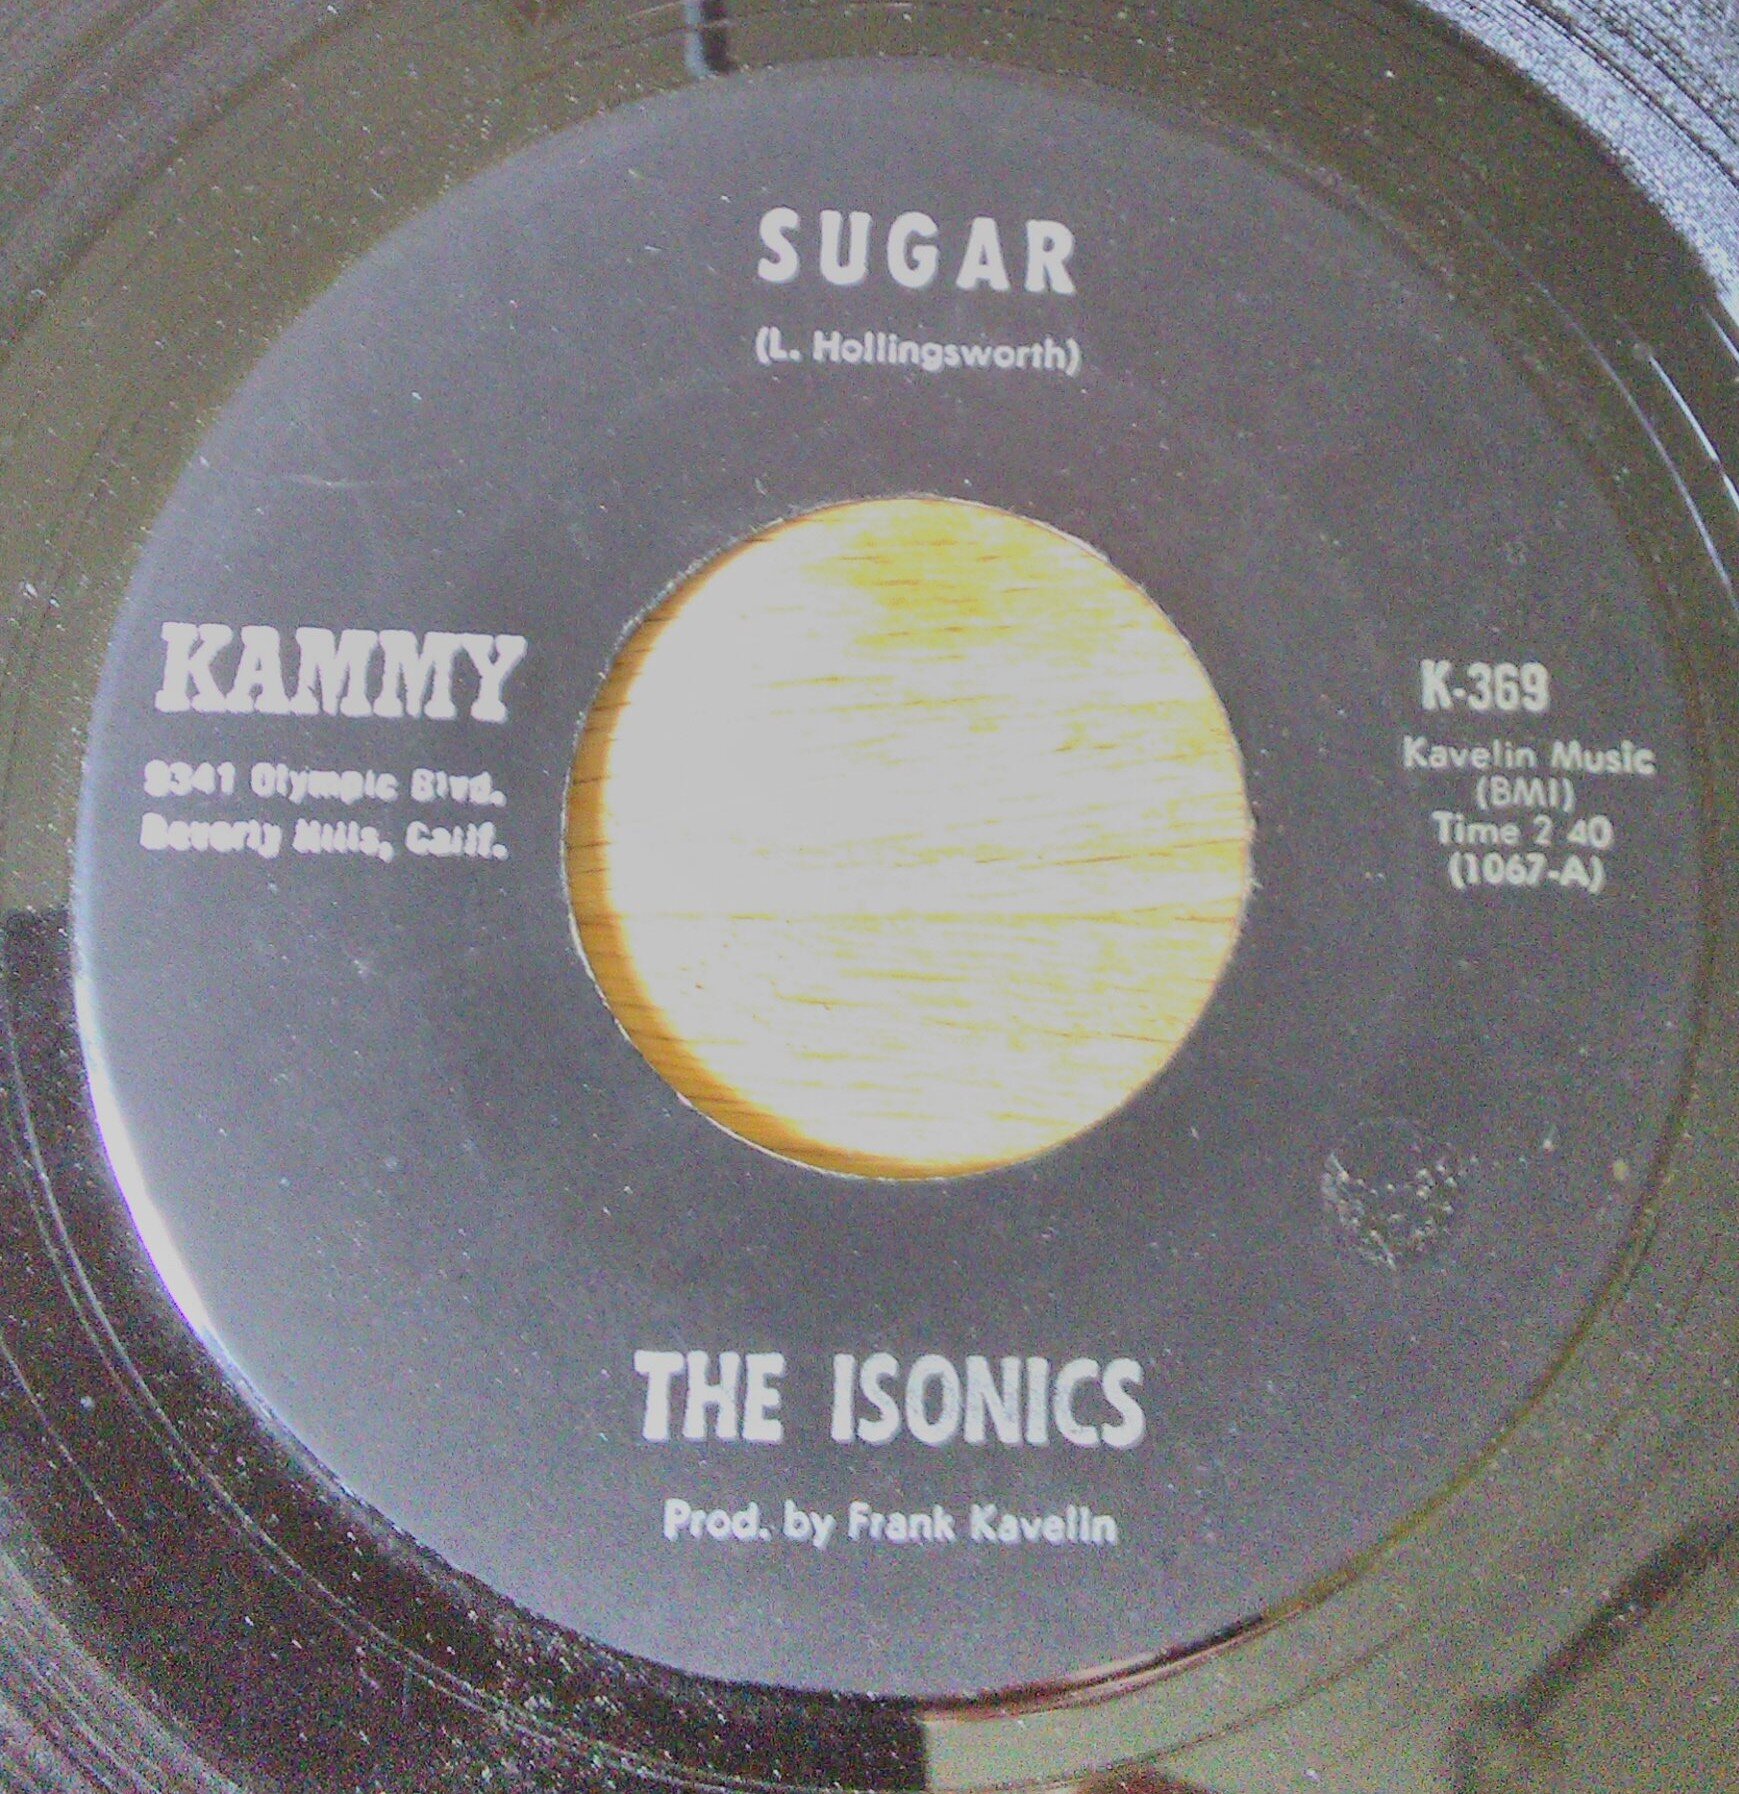 SUGAR
(L. Hollingsworth)
KAMMY
Olympic Blvd.
Beverly Hills, Calif.
K-369
Kavelin Music
(BMI)
Time 2 40
(1067-A)
THE ISONICS
Prod. by Frank Kavelin